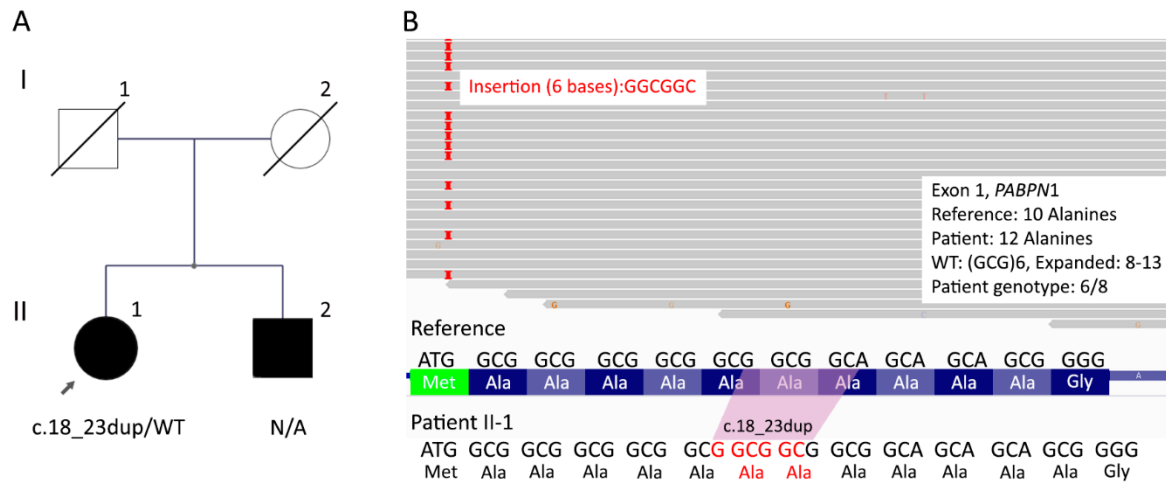 A
B
I
1
2
II
1
2
c.18_23dup/WT
N/A
Insertion (6 bases):GGCGGC
T T
Exon 1, PABPN1
Reference: 10 Alanines
Patient: 12 Alanines
WT: (GCG)6, Expanded: 8-13
Patient genotype: 6/8
G
G G G
C
G
Reference
ATG GCG GCG GCG GCG GCG GCG GCA GCA GCA GCG GGG
Met Ala Ala Ala Ala Ala Ala Ala Ala Ala Ala Gly A
Patient II-1
c.18_23dup
ATG GCG GCG GCG GCG GCG GCG GCG GCG GCA GCA GCA GCG GGG
Met Ala Ala Ala Ala Ala Ala Ala Ala Ala Ala Ala Ala Gly